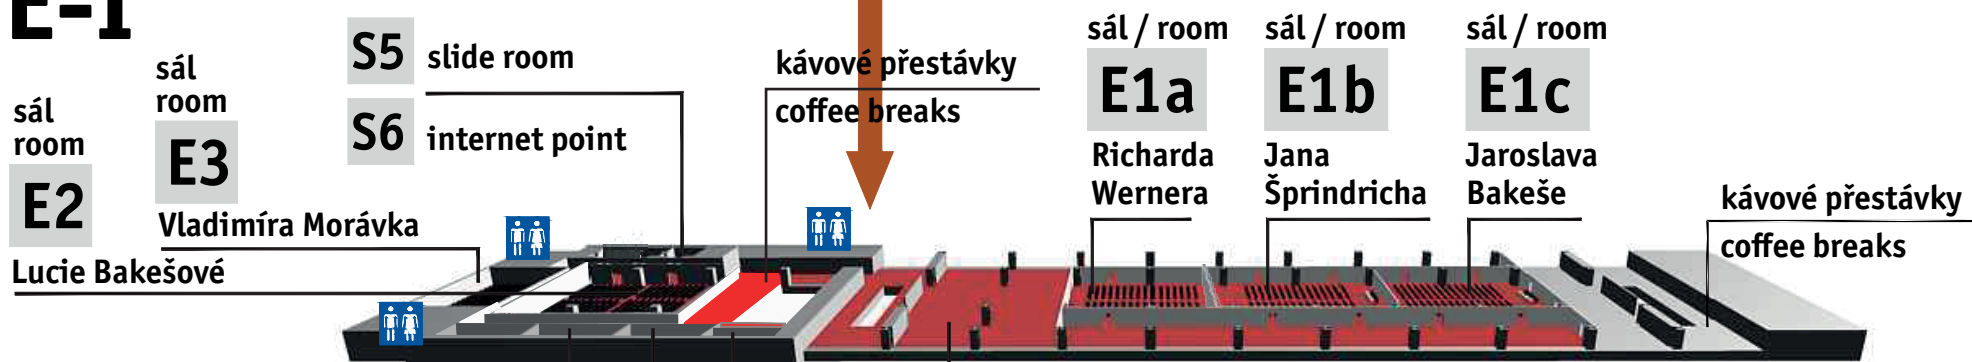 E-1
sál
room
E2
Lucie Bakešové
sál
room
E3
Vladimíra Morávka
S5 slide room
S6 internet point
kávové přestávky
coffee breaks
sál / room
E1a
Richarda
Wernera
sál / room
E1b
Jana
Šprindricha
sál / room
E1c
Jaroslava
Bakeše
kávové přestávky
coffee breaks